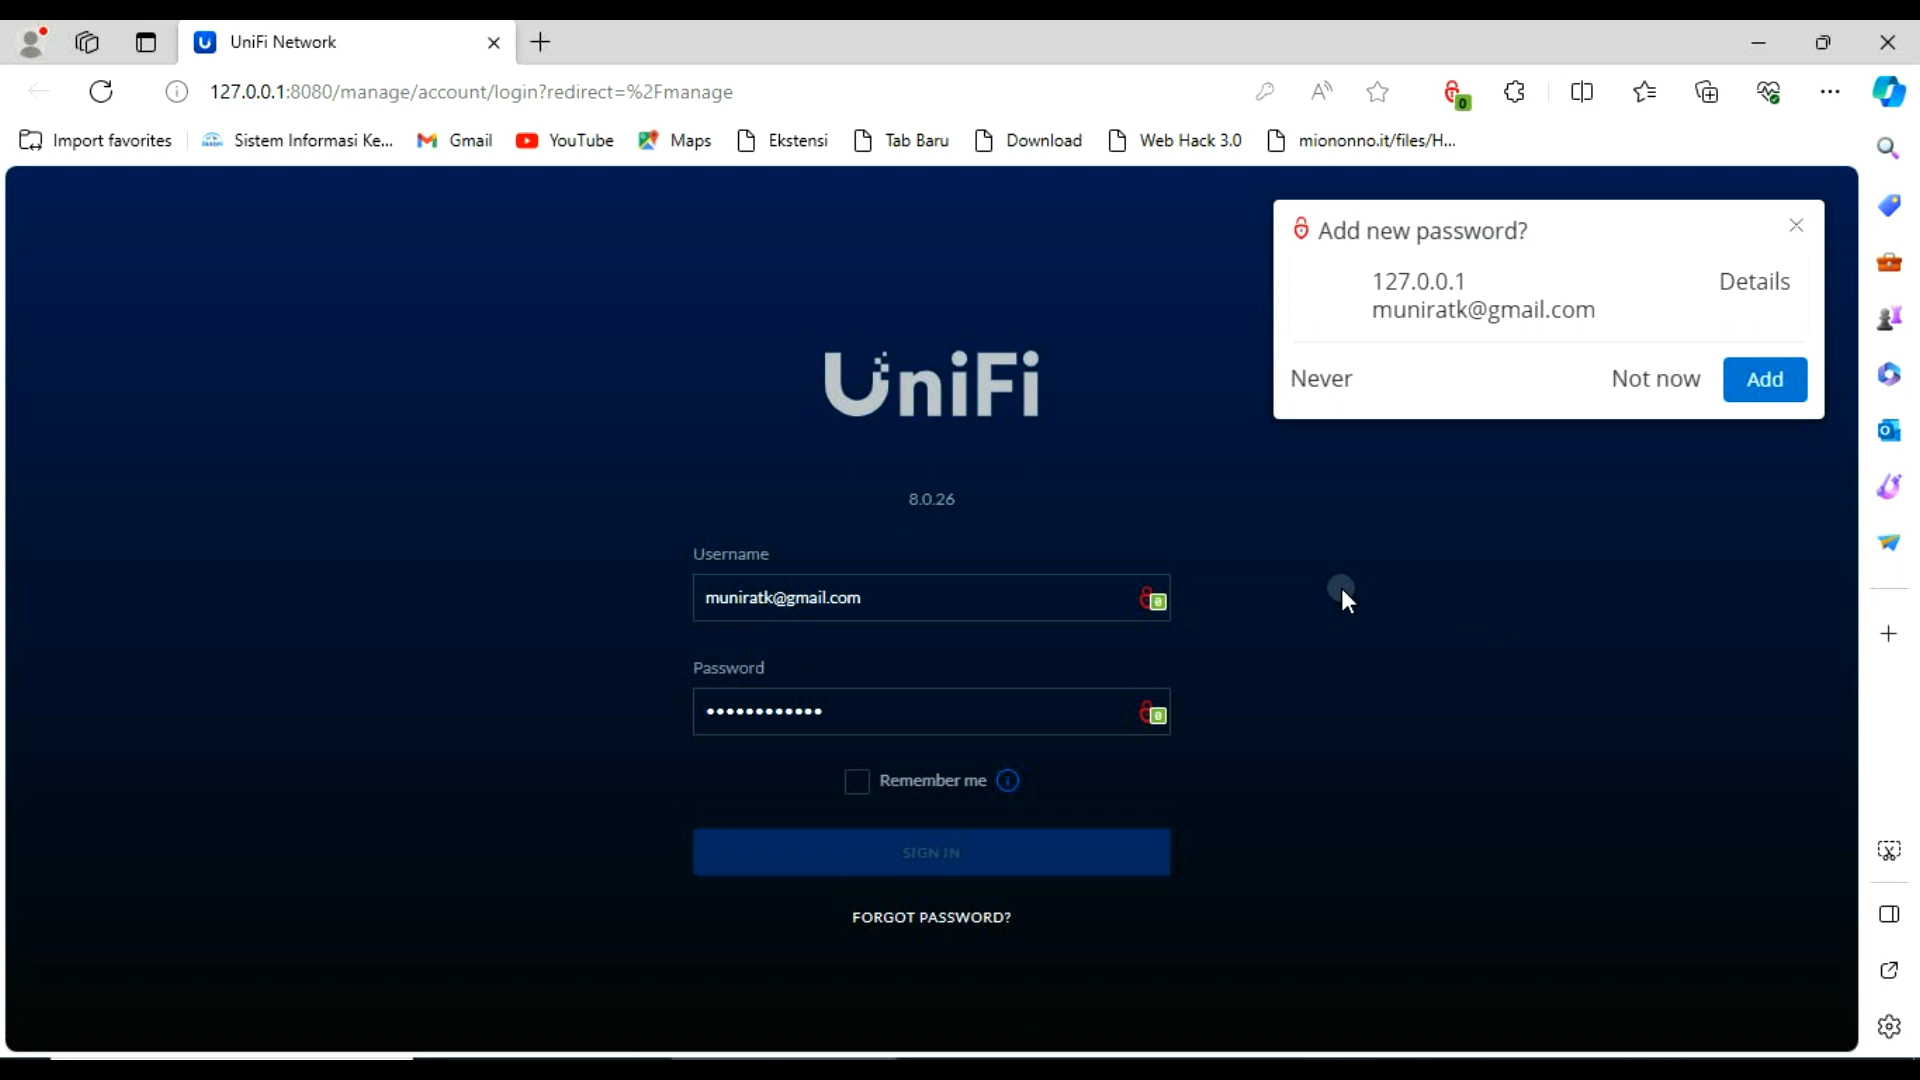 UniFi Network
127.0.0.1:8080/manage/account/login?redirect=%2Fmanage
0
Import favorites
Sistem Informasi Ke...
Gmail
YouTube
Maps
Ekstensi
Tab Baru
Download
Web Hack 3.0
miononno.it/files/H...
Add new password?
127.0.0.1
Details
muniratk@gmail.com
Never
Not now
Add
UniFi
8.0.26
Username
muniratk@gmail.com
0
Password
••••••••••••
0
Remember me
SIGN IN
FORGOT PASSWORD?